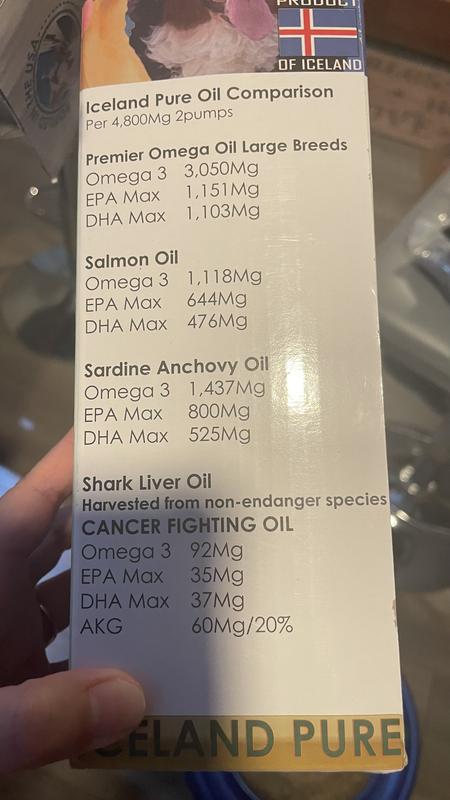 PRODUCT
OF ICELAND
Iceland Pure Oil Comparison
Per 4,800Mg 2pumps
Premier Omega Oil Large Breeds
Omega 3 3,050Mg
EPA Max 1,151Mg
DHA Max 1,103Mg
Salmon Oil
Omega 3 1,118Mg
EPA Max 644Mg
DHA Max 476Mg
Sardine Anchovy Oil
Omega 3 1,437Mg
EPA Max 800Mg
DHA Max 525Mg
Shark Liver Oil
Harvested from non-endanger species
CANCER FIGHTING OIL
Omega 3 92Mg
EPA Max 35Mg
DHA Max 37Mg
AKG 60Mg/20%
ICELAND PURE